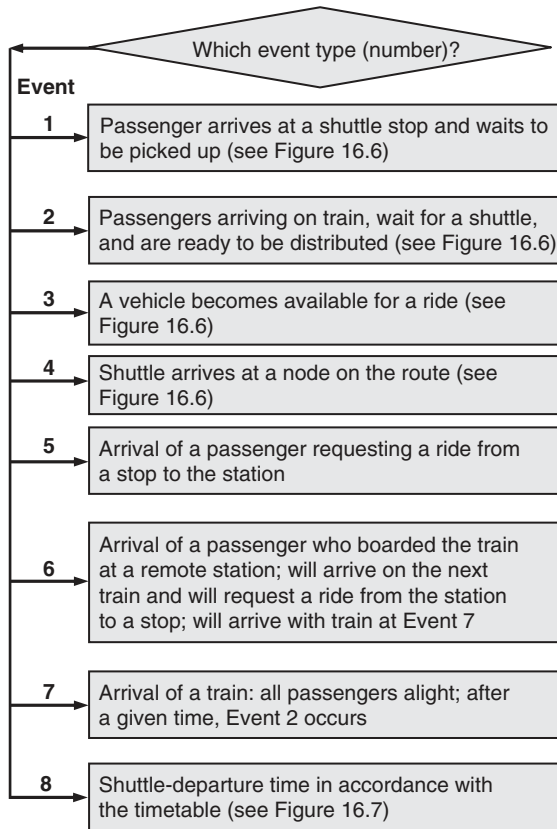 Which event type (number)?
Event
1
Passenger arrives at a shuttle stop and waits to
be picked up (see Figure 16.6)
2
Passengers arriving on train, wait for a shuttle,
and are ready to be distributed (see Figure 16.6)
3
A vehicle becomes available for a ride (see
Figure 16.6)
4
Shuttle arrives at a node on the route (see
Figure 16.6)
5
Arrival of a passenger requesting a ride from
a stop to the station
6
Arrival of a passenger who boarded the train
at a remote station; will arrive on the next
train and will request a ride from the station
to a stop; will arrive with train at Event 7
7
Arrival of a train: all passengers alight; after
a given time, Event 2 occurs
8
Shuttle-departure time in accordance with
the timetable (see Figure 16.7)